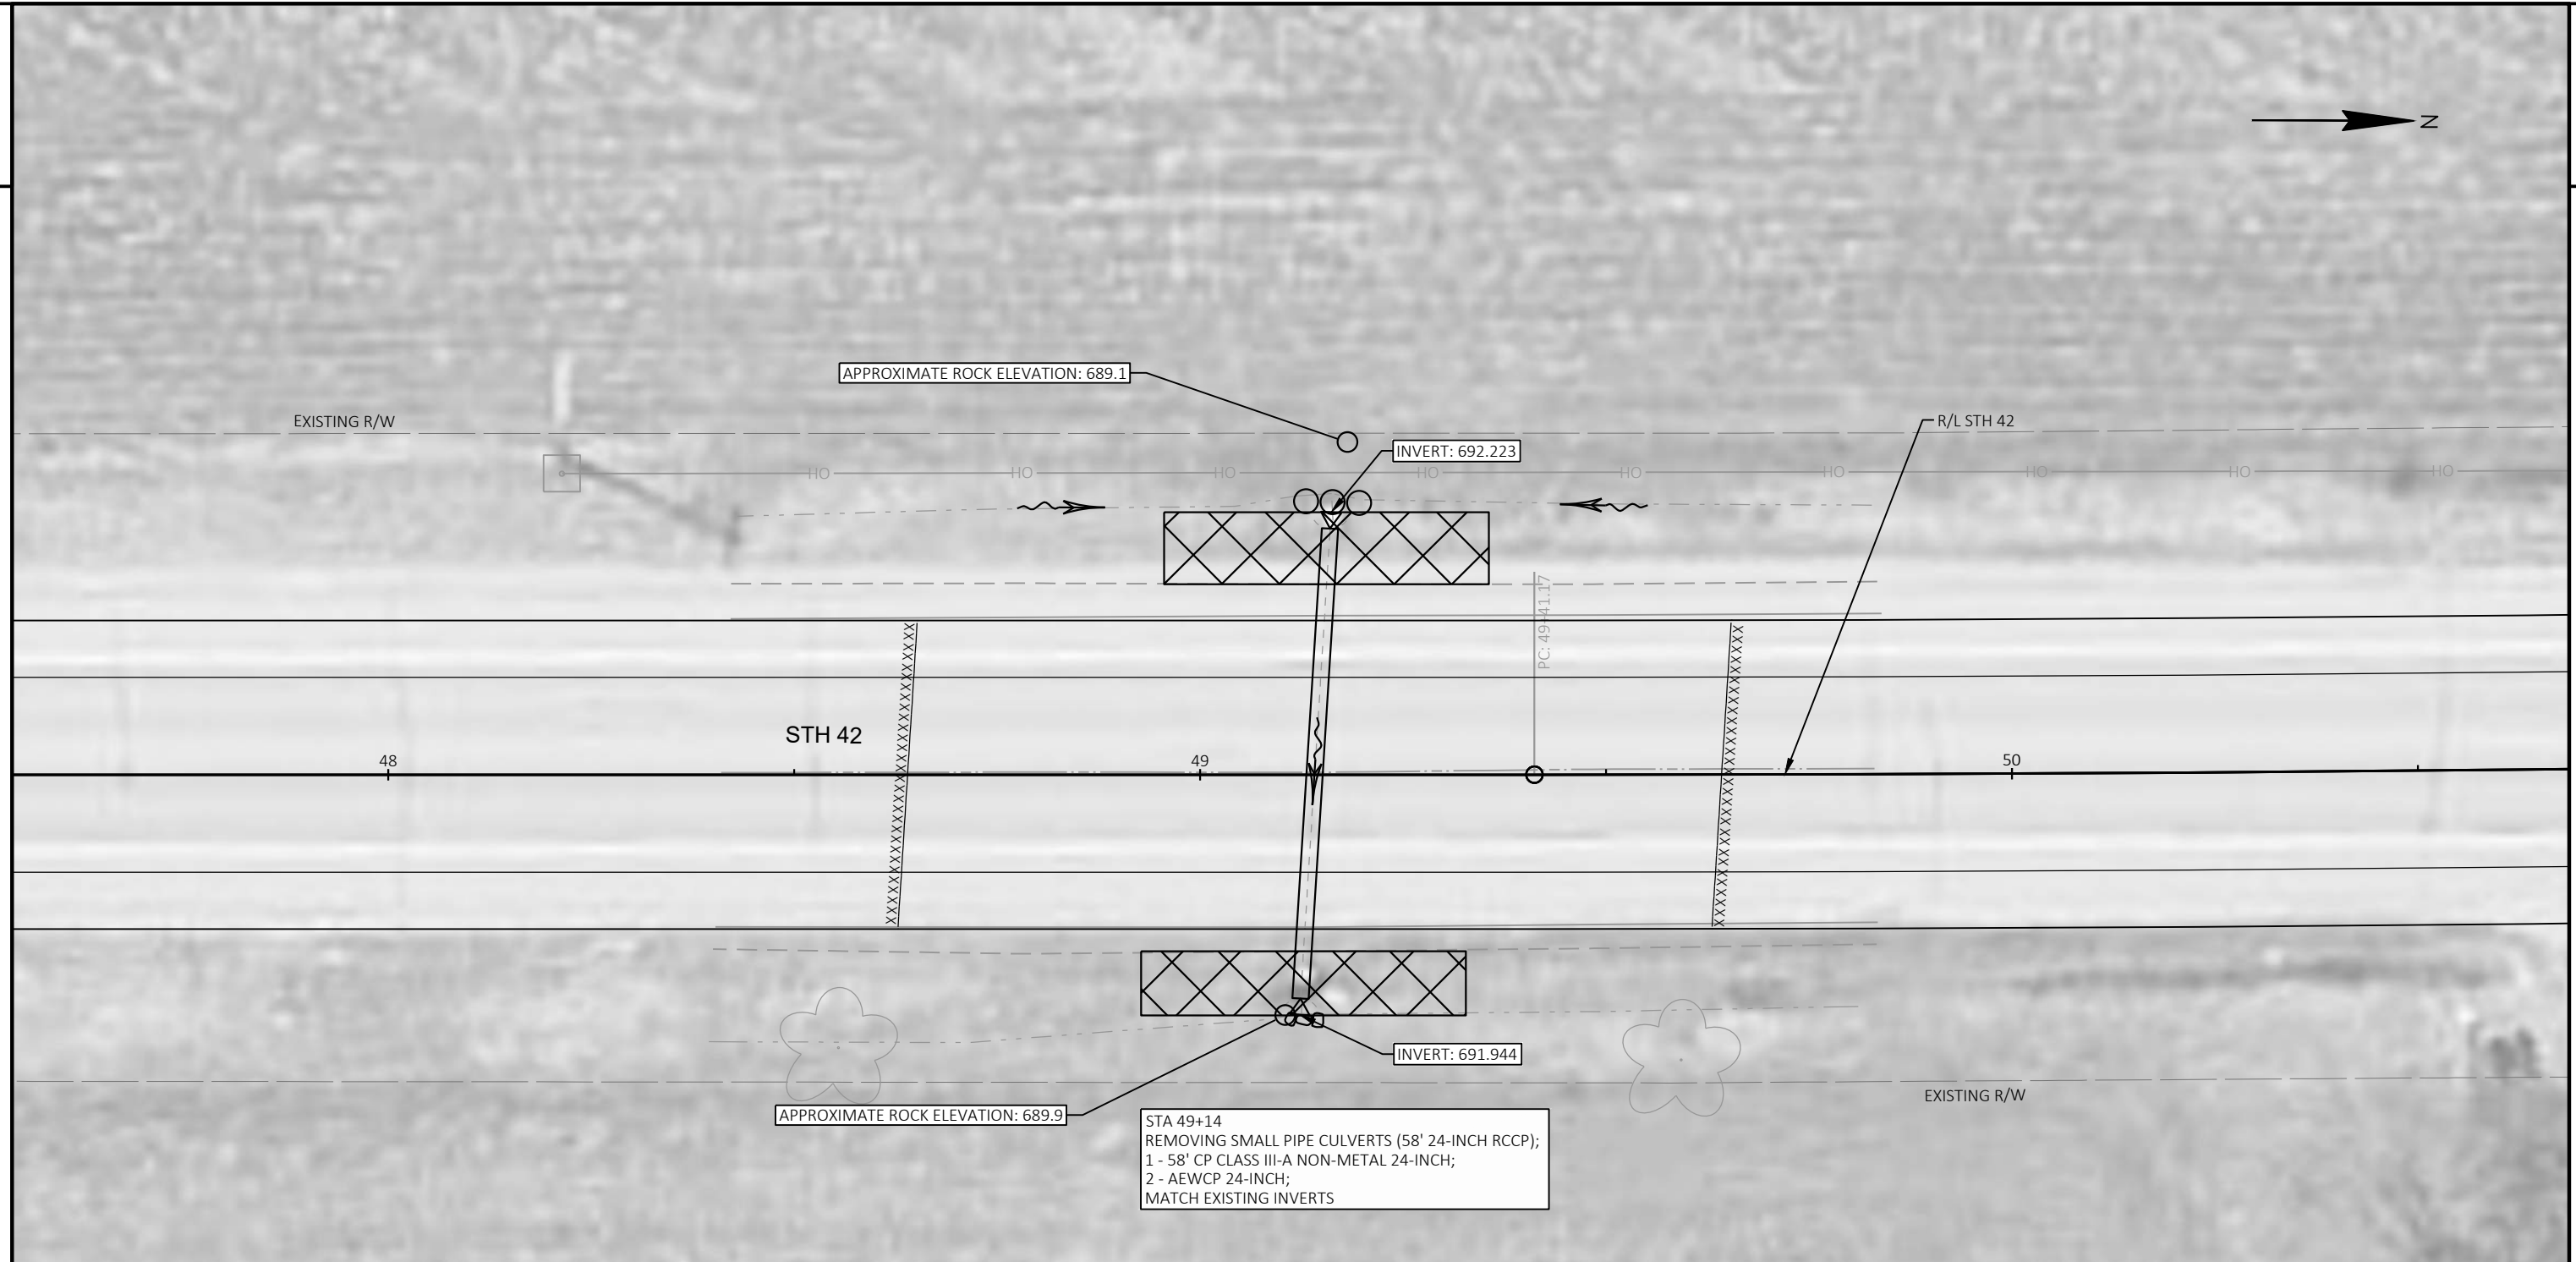 N
APPROXIMATE ROCK ELEVATION: 689.1
EXISTING R/W
R/L STH 42
INVERT: 692.223
HO HO HO HO HO HO HO HO HO
PC: 49+41.17
STH 42
48
49
50
INVERT: 691.944
EXISTING R/W
APPROXIMATE ROCK ELEVATION: 689.9
STA 49+14
REMOVING SMALL PIPE CULVERTS (58' 24-INCH RCCP);
1 - 58' CP CLASS III-A NON-METAL 24-INCH;
2 - AEWCP 24-INCH;
MATCH EXISTING INVERTS